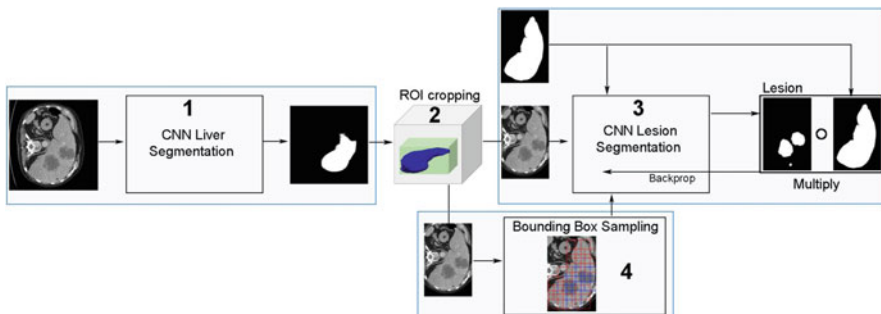 1
CNN Liver
Segmentation
ROI cropping
2
3
CNN Lesion
Segmentation
Backprop
Lesion
Multiply
Bounding Box Sampling
4